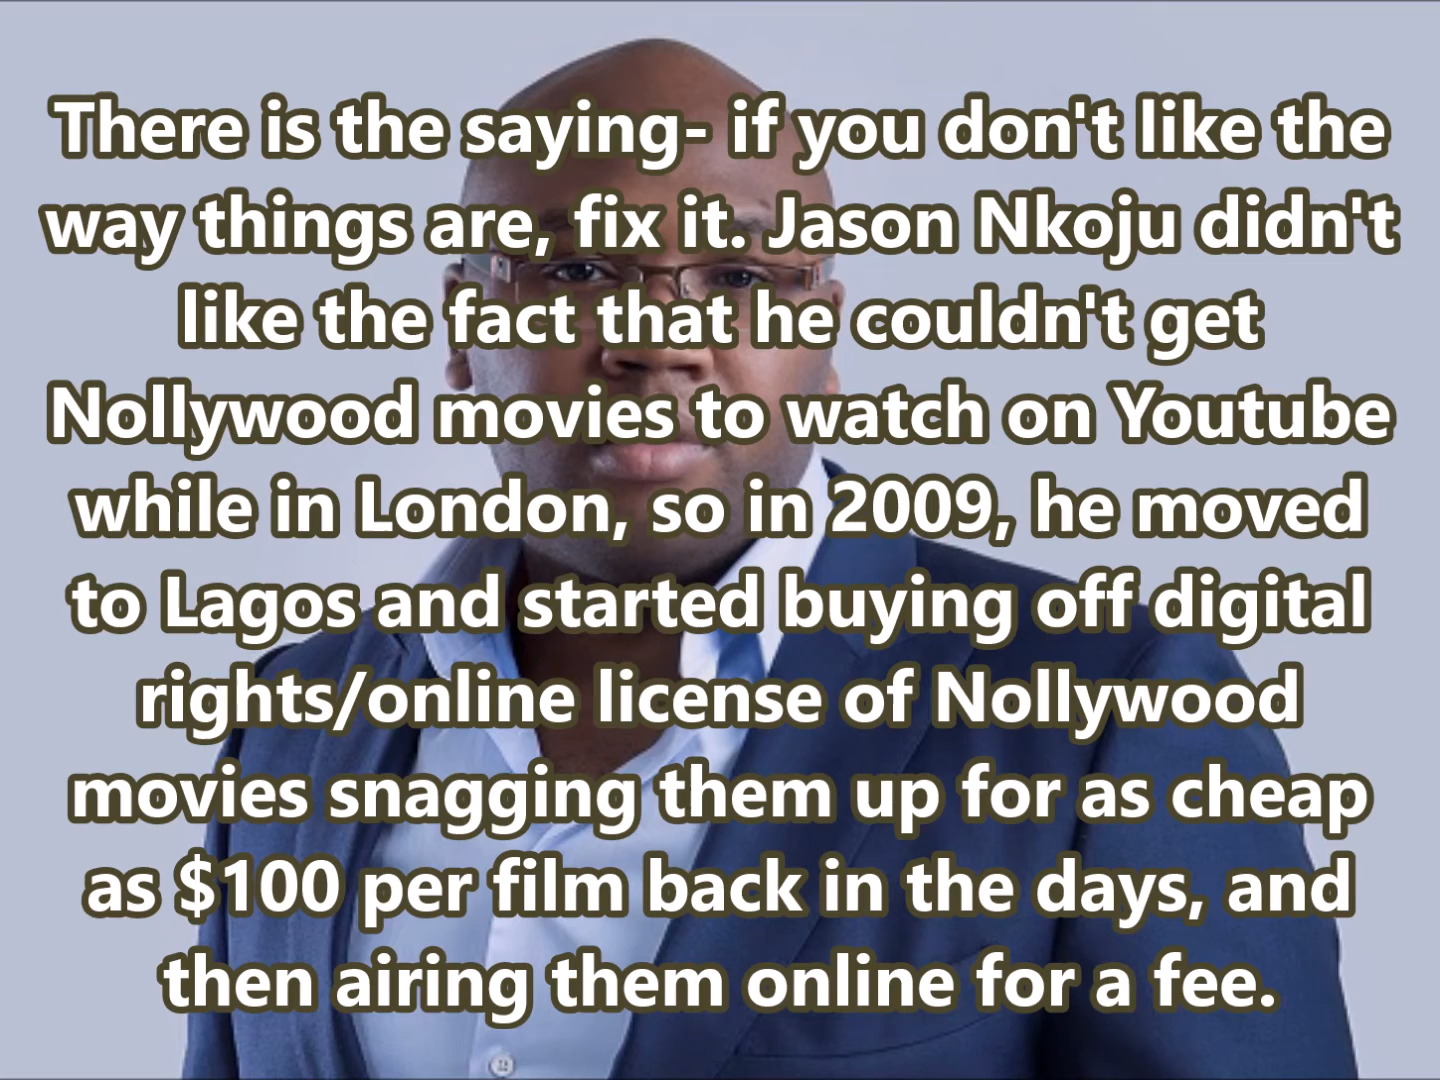 There is the saying- if you don't like the
way things are, fix it. Jason Nkoju didn't
like the fact that he couldn't get
Nollywood movies to watch on Youtube
while in London, so in 2009, he moved
to Lagos and started buying off digital
rights/online license of Nollywood
movies snagging them up for as cheap
as $100 per film back in the days, and
then airing them online for a fee.